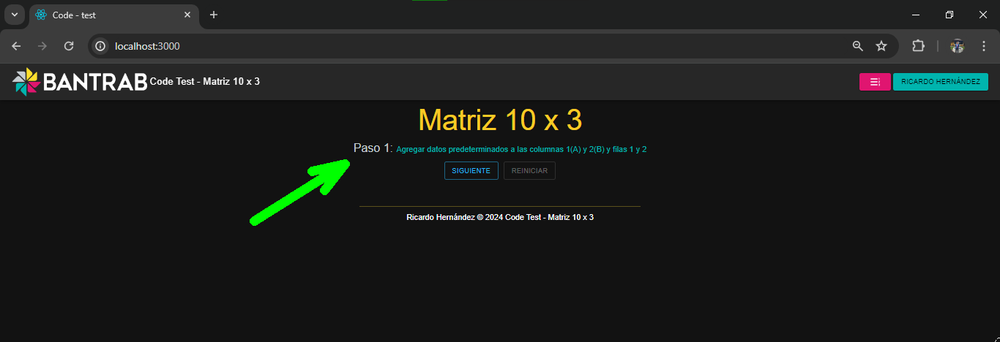 Code - test
localhost:3000
BANTRAB Code Test - Matriz 10 x 3
RICARDO HERNÁNDEZ
Matriz 10 x 3
Paso 1: Agregar datos predeterminados a las columnas 1(A) y 2(B) y filas 1 y 2
SIGUIENTE
REINICIAR
Ricardo Hernández © 2024 Code Test - Matriz 10 x 3